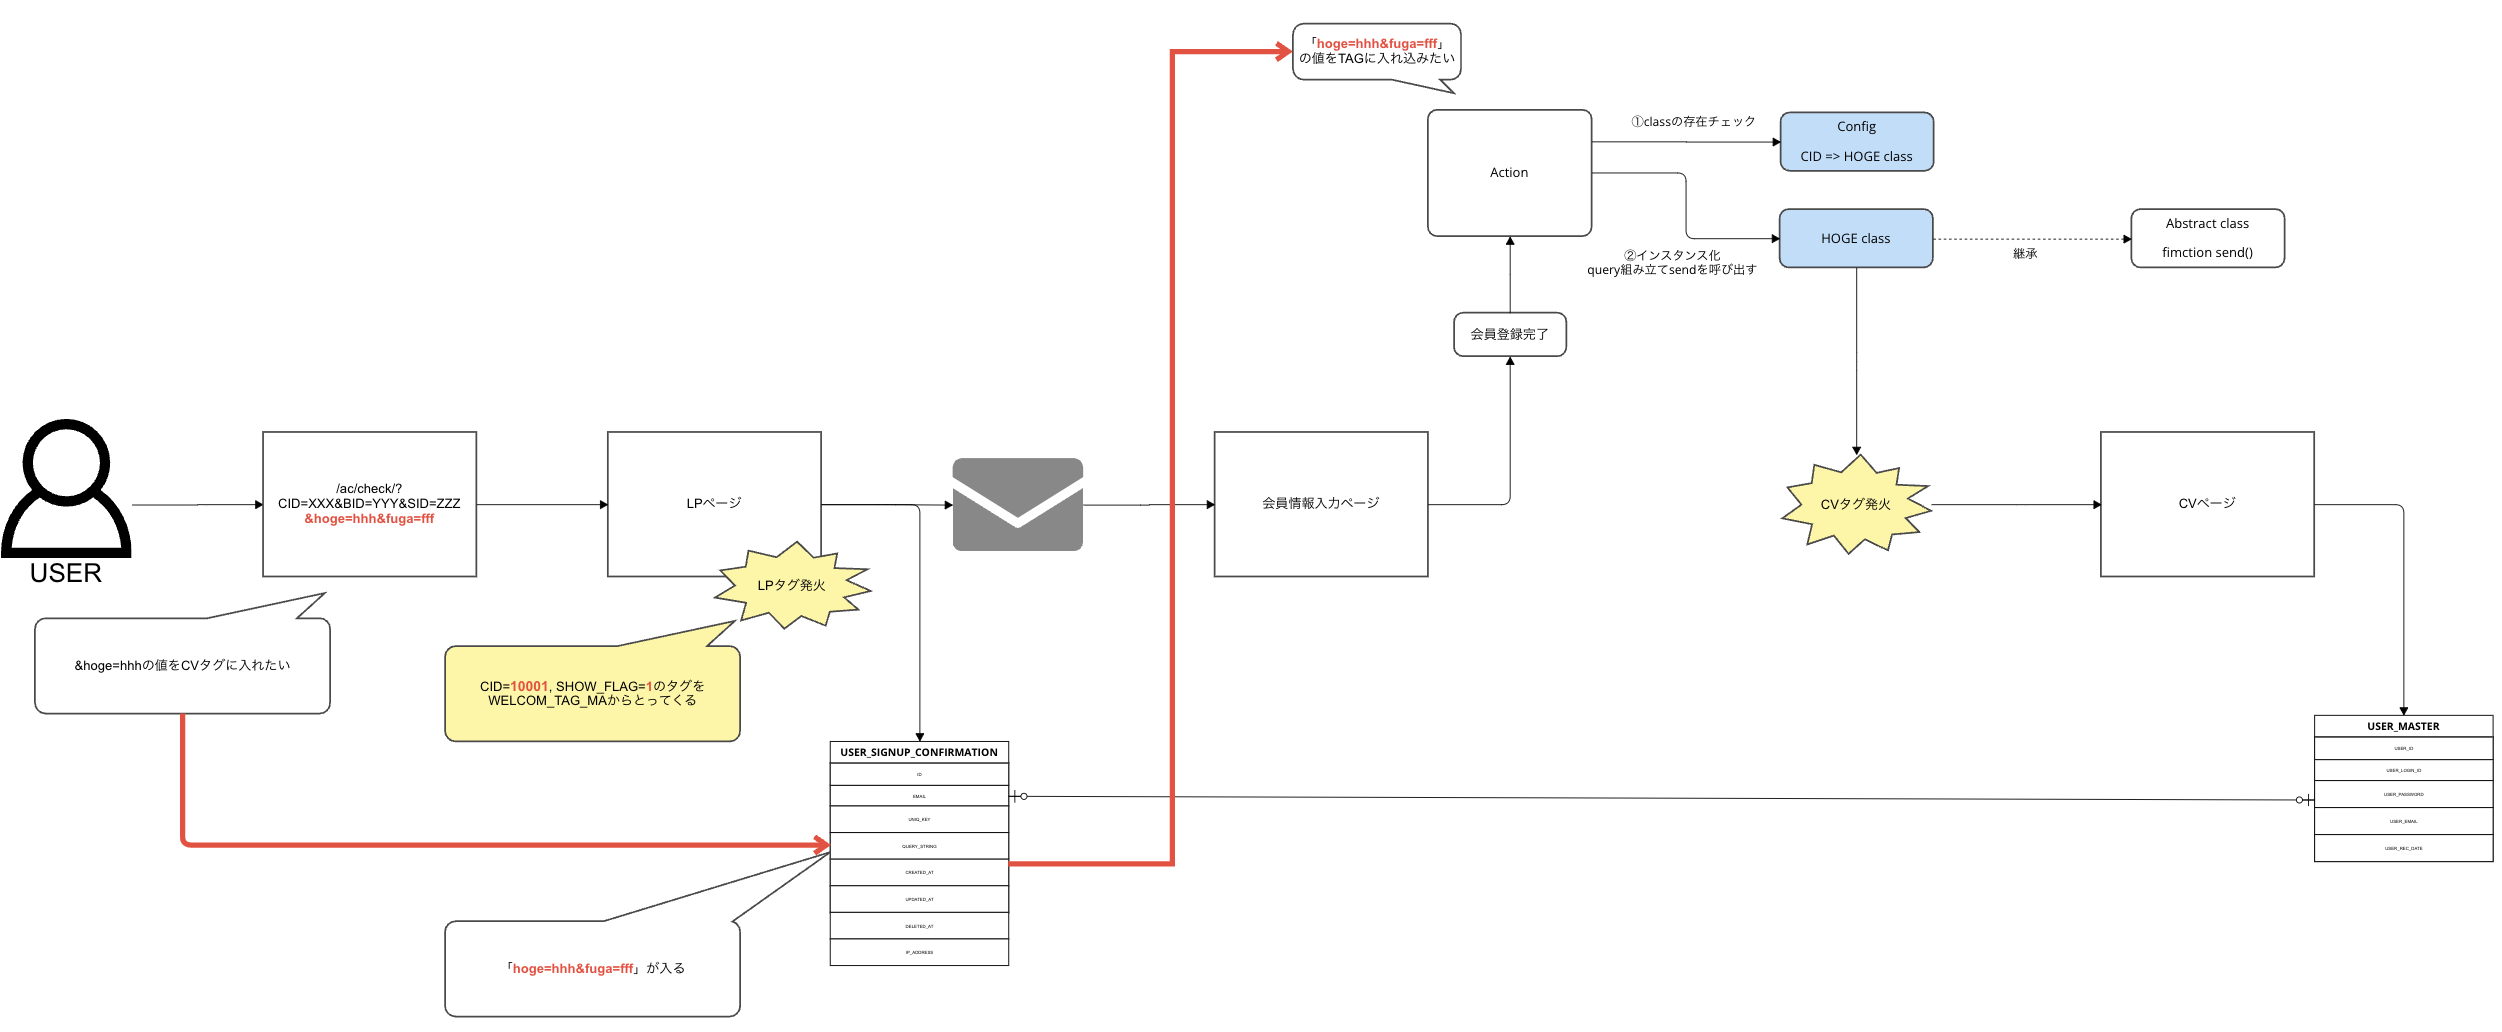 「hoge=hhh&fuga=fff」
の値をTAGに入れ込みたい
Action
①classの存在チェック
Config
CID => HOGE class
②インスタンス化
query組み立てsendを呼び出す
HOGE class
継承
Abstract class
fimction send()
会員登録完了
USER
/ac/check/?
CID=XXX&BID=YYY&SID=ZZZ
&hoge=hhh&fuga=fff
LPページ
LPタグ発火
会員情報入力ページ
CVタグ発火
CVページ
&hoge=hhhの値をCVタグに入れたい
CID=10001, SHOW_FLAG=1のタグを
WELCOM_TAG_MAからとってくる
USER_SIGNUP_CONFIRMATION
ID
EMAIL
UNIQ_KEY
QUERY_STRING
CREATED_AT
UPDATED_AT
DELETED_AT
IP_ADDRESS
USER_MASTER
USER_ID
USER_LOGIN_ID
USER_PASSWORD
USER_EMAIL
USER_REC_DATE
「hoge=hhh&fuga=fff」が入る